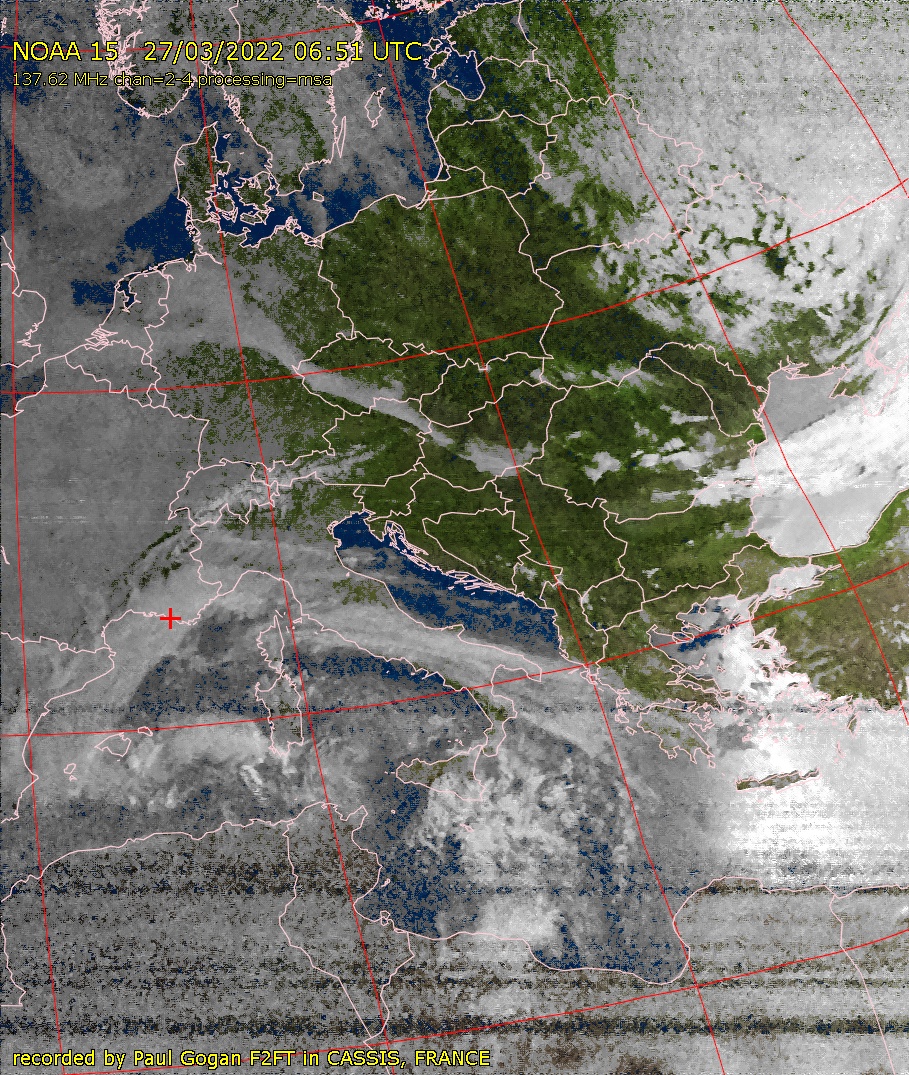 NOAA 15   27/03/2022 06:51 UTC
137.62 MHz chan=2-4 processing=msa
recorded by Paul Gogan F2FT in CASSIS, FRANCE